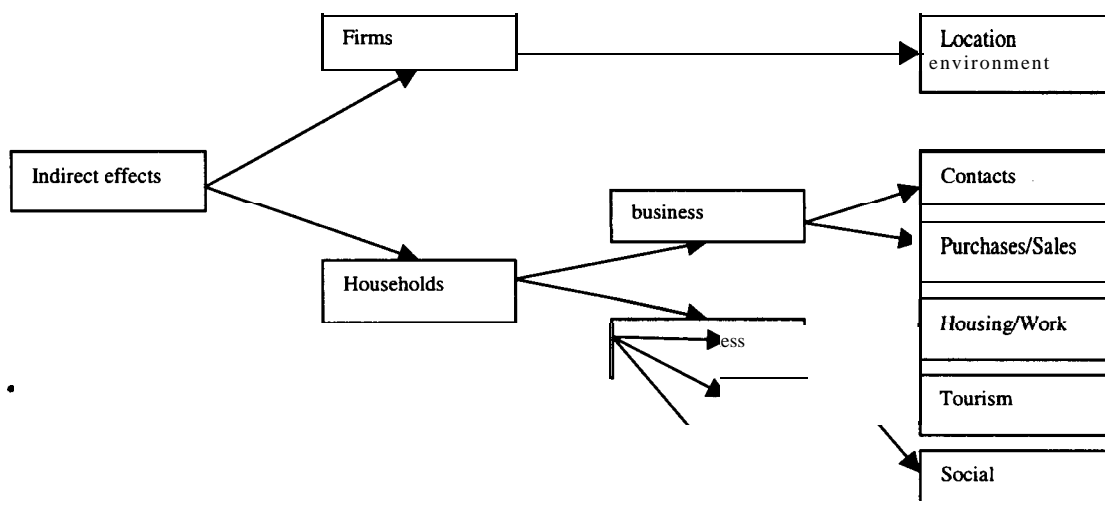 Firms
Location
environment
Indirect effects
Contacts
business
Purchases/Sales
Households
Housing/Work
ess
Tourism
Social